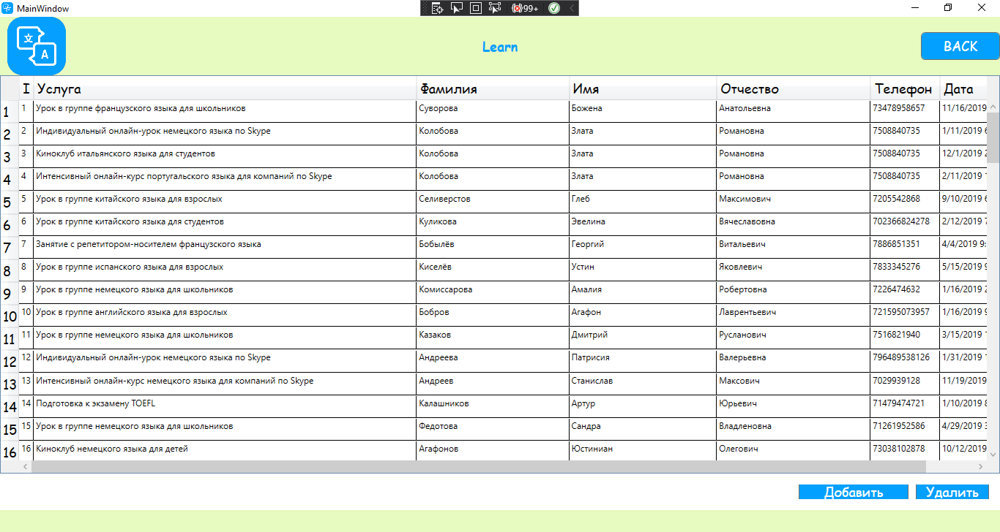 MainWindow
99+
文
A
Learn
BACK
I Услуга Фамилия Имя Отчество Телефон Дата
1 1 Урок в группе французского языка для школьников Суворова Божена Анатольевна 73478958657 11/16/2019
2 2 Индивидуальный онлайн-урок немецкого языка по Skype Колобова Злата Романовна 7508840735 1/11/2019 6
3 3 Киноклуб итальянского языка для студентов Колобова Злата Романовна 7508840735 12/1/2019 2
4 4 Интенсивный онлайн-курс португальского языка для компаний по Skype Колобова Злата Романовна 7508840735 2/11/2019 1
5 5 Урок в группе китайского языка для взрослых Селиверстов Глеб Максимович 7205542868 9/10/2019 6
6 6 Урок в группе китайского языка для студентов Куликова Эвелина Вячеславовна 702366824278 2/12/2019 7
7 7 Занятие с репетитором-носителем французского языка Бобылёв Георгий Витальевич 7886851351 4/4/2019 9:
8 8 Урок в группе испанского языка для взрослых Киселёв Устин Яковлевич 7833345276 5/15/2019 9
9 9 Урок в группе немецкого языка для школьников Комиссарова Амалия Робертовна 7226474632 1/16/2019 2
10 10 Урок в группе английского языка для взрослых Бобров Агафон Лаврентьевич 721595073957 1/16/2019 9
11 11 Урок в группе немецкого языка для школьников Казаков Дмитрий Русланович 7516821940 3/15/2019 1
12 12 Индивидуальный онлайн-урок немецкого языка по Skype Андреева Патрисия Валерьевна 796489538126 1/31/2019 1
13 13 Интенсивный онлайн-курс немецкого языка для компаний по Skype Андреев Станислав Максович 7029939128 11/19/2019
14 14 Подготовка к экзамену TOEFL Калашников Артур Юрьевич 71479474721 1/10/2019 8
15 15 Урок в группе немецкого языка для школьников Федотова Сандра Владленовна 71261952586 4/29/2019 3
16 16 Киноклуб немецкого языка для детей Агафонов Юстиниан Олегович 73038102878 10/12/2019
Добавить Удалить